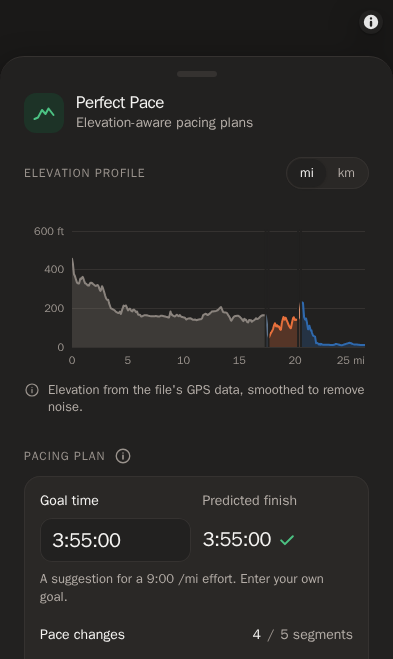 Perfect Pace
Elevation-aware pacing plans
ELEVATION PROFILE
mi km
600 ft
400
200
0
0 5 10 15 20 25 mi
Elevation from the file's GPS data, smoothed to remove
noise.
PACING PLAN
Goal time Predicted finish
3:55:00 3:55:00
A suggestion for a 9:00 /mi effort. Enter your own
goal.
Pace changes 4 / 5 segments